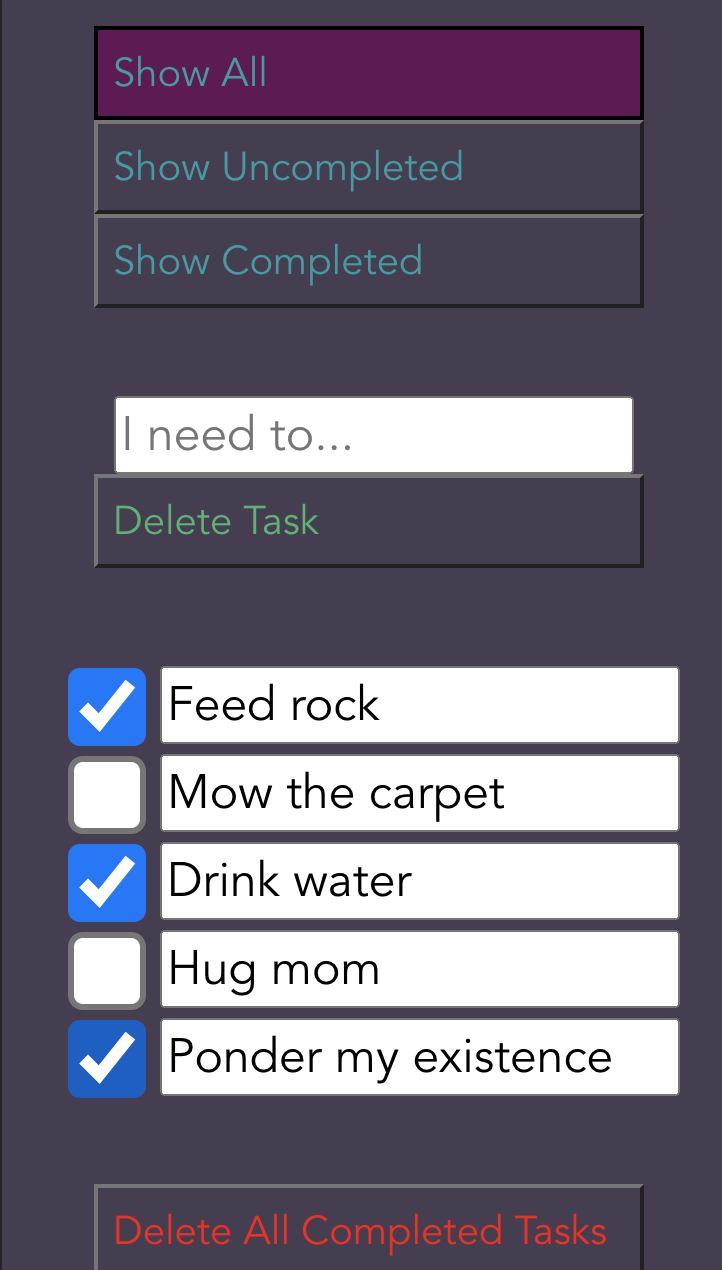 Show All
Show Uncompleted
Show Completed
I need to...
Delete Task
Feed rock
Mow the carpet
Drink water
Hug mom
Ponder my existence
Delete All Completed Tasks